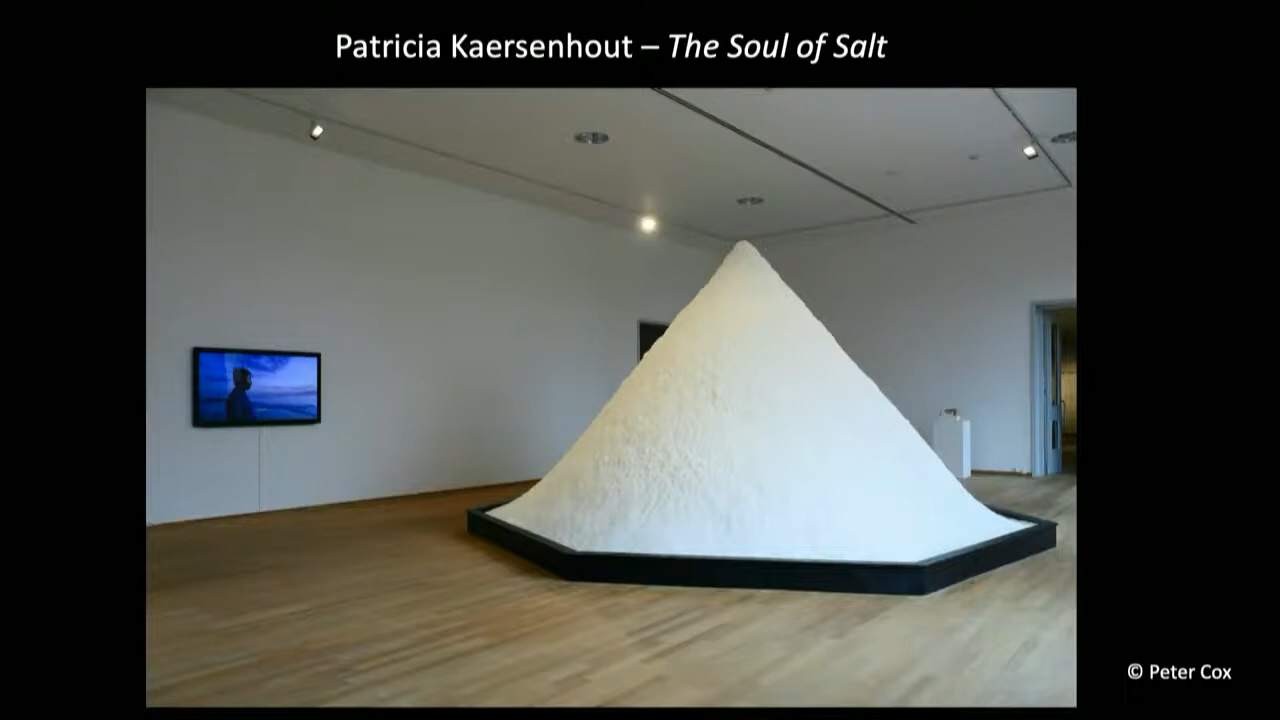 Patricia Kaersenhout – The Soul of Salt
© Peter Cox